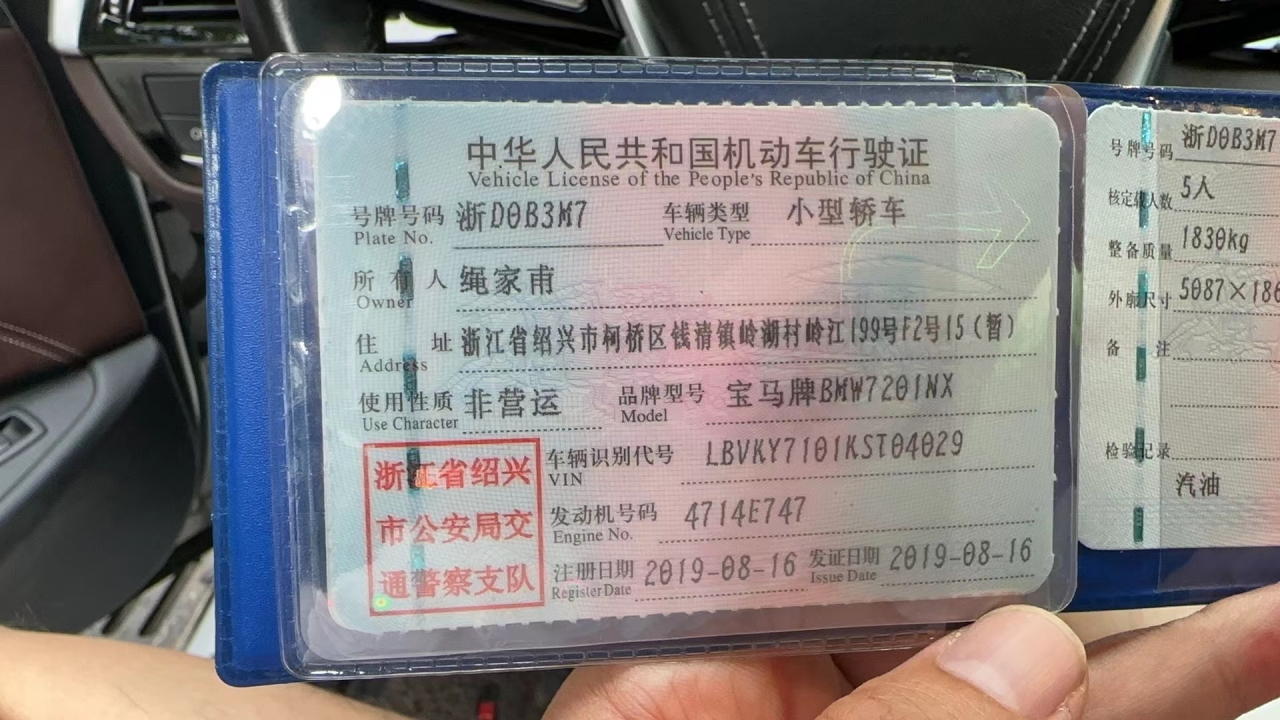 中华人民共和国机动车行驶证
Vehicle License of the People's Republic of China
号牌号码 浙D0B3M7 车辆类型 小型轿车
Plate No. Vehicle Type
所有人 绳家甫
Owner
住址 浙江省绍兴市柯桥区钱清镇岭湖村岭江199号F2号15(暂)
Address
使用性质 非营运 品牌型号 宝马牌BMW7201NX
Use Character Model
浙江省绍兴
市公安局交
通警察支队
车辆识别代号 LBVKY7101KST04029
VIN
发动机号码 4714E747
Engine No.
注册日期 2019-08-16 发证日期 2019-08-16
Register Date Issue Date
号牌号码 浙D0B3M7
核定载人数 5人
整备质量 1830kg
外廓尺寸 5087×186
备注
检验记录
汽油